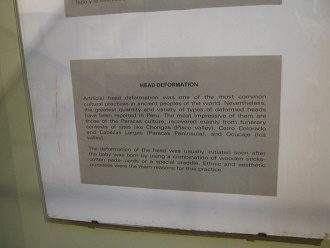 HEAD DEFORMATION
Artificial head deformation was one of the most common
cultural practices in ancient peoples of the world. Nevertheless,
the greatest quantity and variety of types of deformed heads
have been reported in Peru. The most impressive of them are
those of the Paracas culture, recovered mainly from funerary
contexts of sites like Chongos (Pisco valley), Cerro Colorado
and Cabezas Largas (Paracas Peninsula), and Ocucaje (Ica
valley).
The deformation of the head was usually initiated soon after
the baby was born by using a combination of wooden sticks-
cotton pads- cords or a special craddle. Ethnic and aesthetic
purposes were the main reasons for this practice.